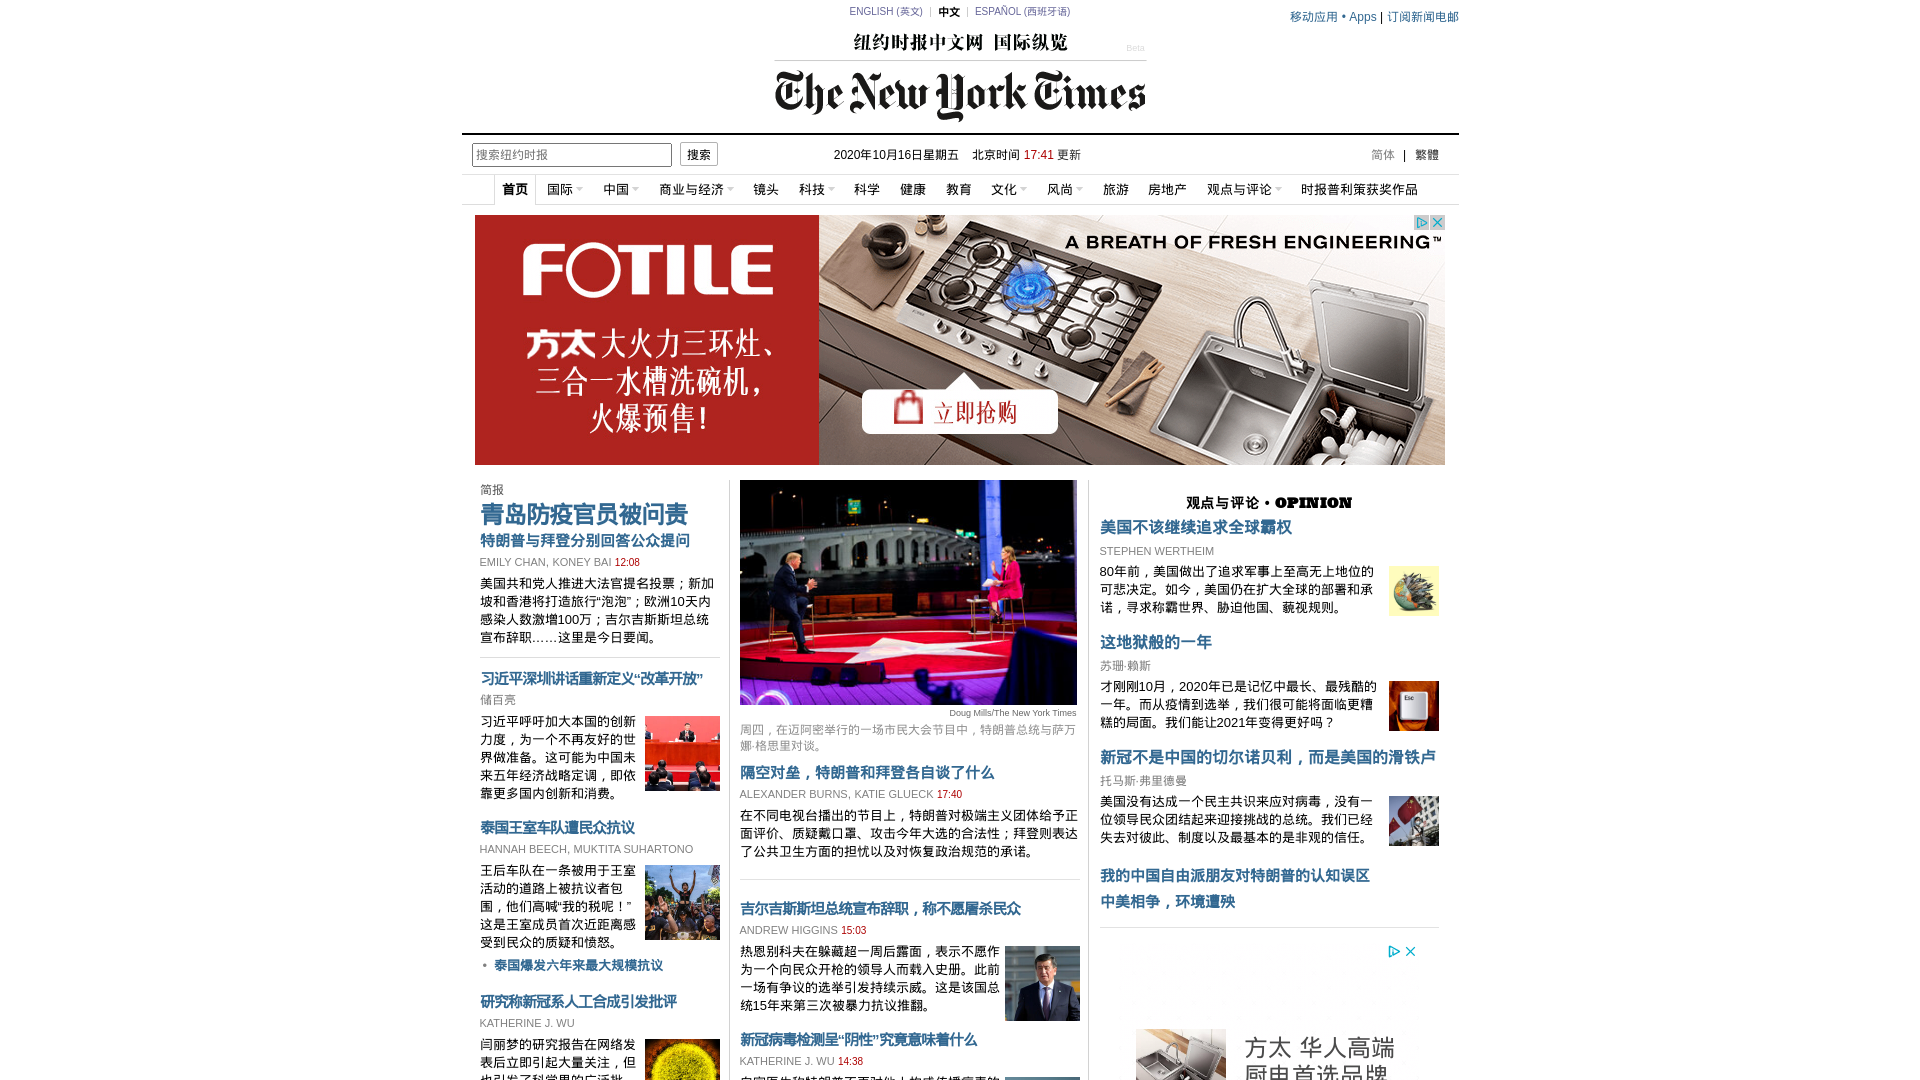 ENGLISH (英文) | 中文 | ESPAÑOL (西班牙语)
移动应用 • Apps | 订阅新闻电邮
纽约时报中文网 国际纵览
Beta
The New York Times
搜索纽约时报 搜索
2020年10月16日星期五 北京时间 17:41 更新
简体 | 繁體
首页 国际 中国 商业与经济 镜头 科技 科学 健康 教育 文化 风尚 旅游 房地产 观点与评论 时报普利策获奖作品
FOTILE
方太大火力三环灶、
三合一水槽洗碗机，
火爆预售！
A BREATH OF FRESH ENGINEERING™
立即抢购
简报
青岛防疫官员被问责
特朗普与拜登分别回答公众提问
EMILY CHAN, KONEY BAI 12:08
美国共和党人推进大法官提名投票；新加
坡和香港将打造旅行“泡泡”；欧洲10天内
感染人数激增100万；吉尔吉斯斯坦总统
宣布辞职……这里是今日要闻。
习近平深圳讲话重新定义“改革开放”
储百亮
习近平呼吁加大本国的创新
力度，为一个不再友好的世
界做准备。这可能为中国未
来五年经济战略定调，即依
靠更多国内创新和消费。
泰国王室车队遭民众抗议
HANNAH BEECH, MUKTITA SUHARTONO
王后车队在一条被用于王室
活动的道路上被抗议者包
围，他们高喊“我的税呢！”
这是王室成员首次近距离感
受到民众的质疑和愤怒。
• 泰国爆发六年来最大规模抗议
研究称新冠系人工合成引发批评
KATHERINE J. WU
闫丽梦的研究报告在网络发
表后立即引起大量关注，但
Doug Mills/The New York Times
周四，在迈阿密举行的一场市民大会节目中，特朗普总统与萨万
娜·格思里对谈。
隔空对垒，特朗普和拜登各自谈了什么
ALEXANDER BURNS, KATIE GLUECK 17:40
在不同电视台播出的节目上，特朗普对极端主义团体给予正
面评价、质疑戴口罩、攻击今年大选的合法性；拜登则表达
了公共卫生方面的担忧以及对恢复政治规范的承诺。
吉尔吉斯斯坦总统宣布辞职，称不愿屠杀民众
ANDREW HIGGINS 15:03
热恩别科夫在躲藏超一周后露面，表示不愿作
为一个向民众开枪的领导人而载入史册。此前
一场有争议的选举引发持续示威。这是该国总
统15年来第三次被暴力抗议推翻。
新冠病毒检测呈“阴性”究竟意味着什么
KATHERINE J. WU 14:38
观点与评论 • OPINION
美国不该继续追求全球霸权
STEPHEN WERTHEIM
80年前，美国做出了追求军事上至高无上地位的
可悲决定。如今，美国仍在扩大全球的部署和承
诺，寻求称霸世界、胁迫他国、藐视规则。
这地狱般的一年
苏珊·赖斯
才刚刚10月，2020年已是记忆中最长、最残酷的
一年。而从疫情到选举，我们很可能将面临更糟
糕的局面。我们能让2021年变得更好吗？
Esc
新冠不是中国的切尔诺贝利，而是美国的滑铁卢
托马斯·弗里德曼
美国没有达成一个民主共识来应对病毒，没有一
位领导民众团结起来迎接挑战的总统。我们已经
失去对彼此、制度以及最基本的是非观的信任。
我的中国自由派朋友对特朗普的认知误区
中美相争，环境遭殃
方太 华人高端
厨电首选品牌